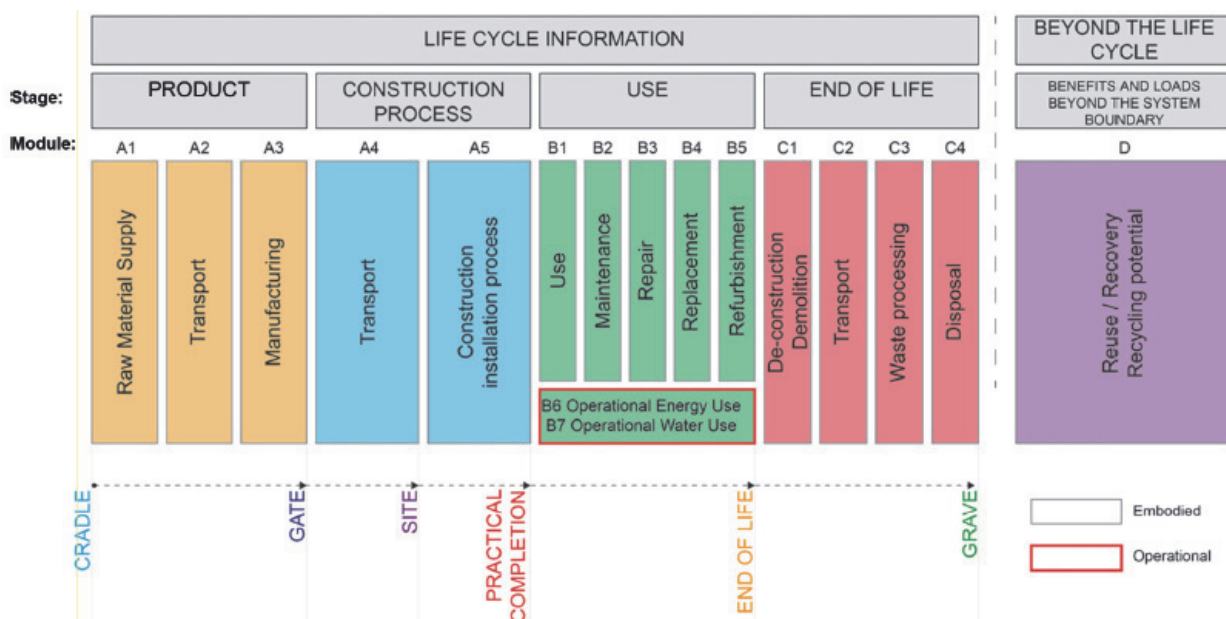 LIFE CYCLE INFORMATION
BEYOND THE LIFE
CYCLE
Stage:
PRODUCT
CONSTRUCTION
PROCESS
USE
END OF LIFE
BENEFITS AND LOADS
BEYOND THE SYSTEM
BOUNDARY
Module:
A1
A2
A3
A4
A5
B1
B2
B3
B4
B5
C1
C2
C3
C4
D
Raw Material Supply
Transport
Manufacturing
Transport
Construction
installation process
Use
Maintenance
Repair
Replacement
Refurbishment
De-construction
Demolition
Transport
Waste processing
Disposal
Reuse / Recovery
Recycling potential
B6 Operational Energy Use
B7 Operational Water Use
CRADLE
GATE
SITE
PRACTICAL
COMPLETION
END OF LIFE
GRAVE
Embodied
Operational